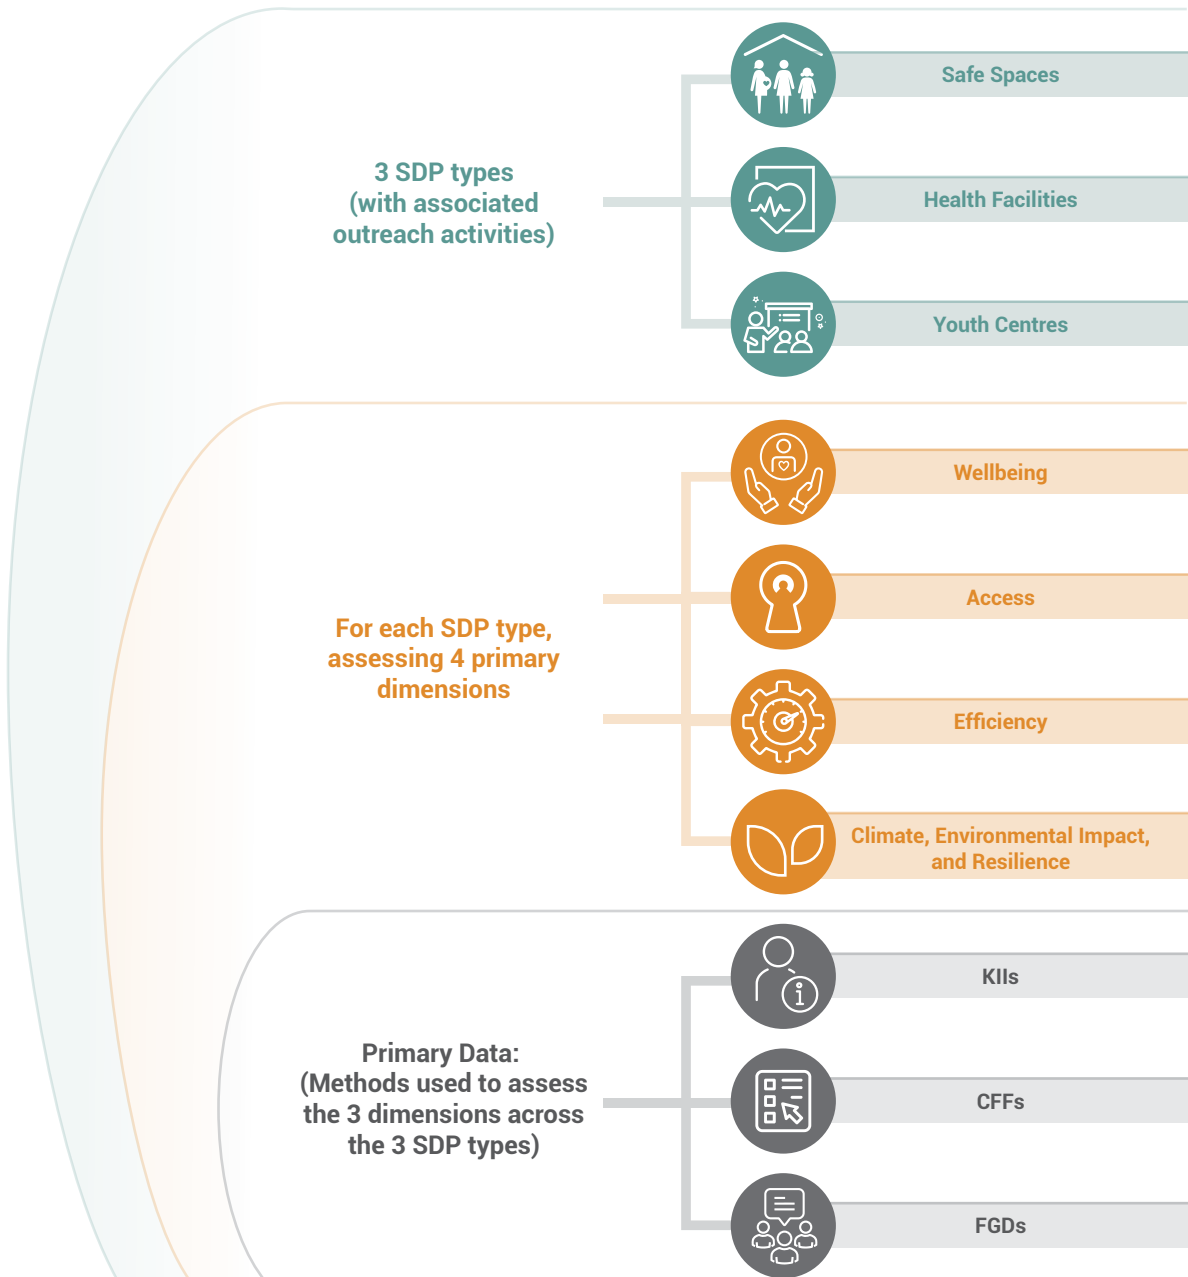 3 SDP types
(with associated
outreach activities)
Safe Spaces
Health Facilities
Youth Centres
For each SDP type,
assessing 4 primary
dimensions
Wellbeing
Access
Efficiency
Climate, Environmental Impact,
and Resilience
Primary Data:
(Methods used to assess
the 3 dimensions across
the 3 SDP types)
KIIs
CFFs
FGDs